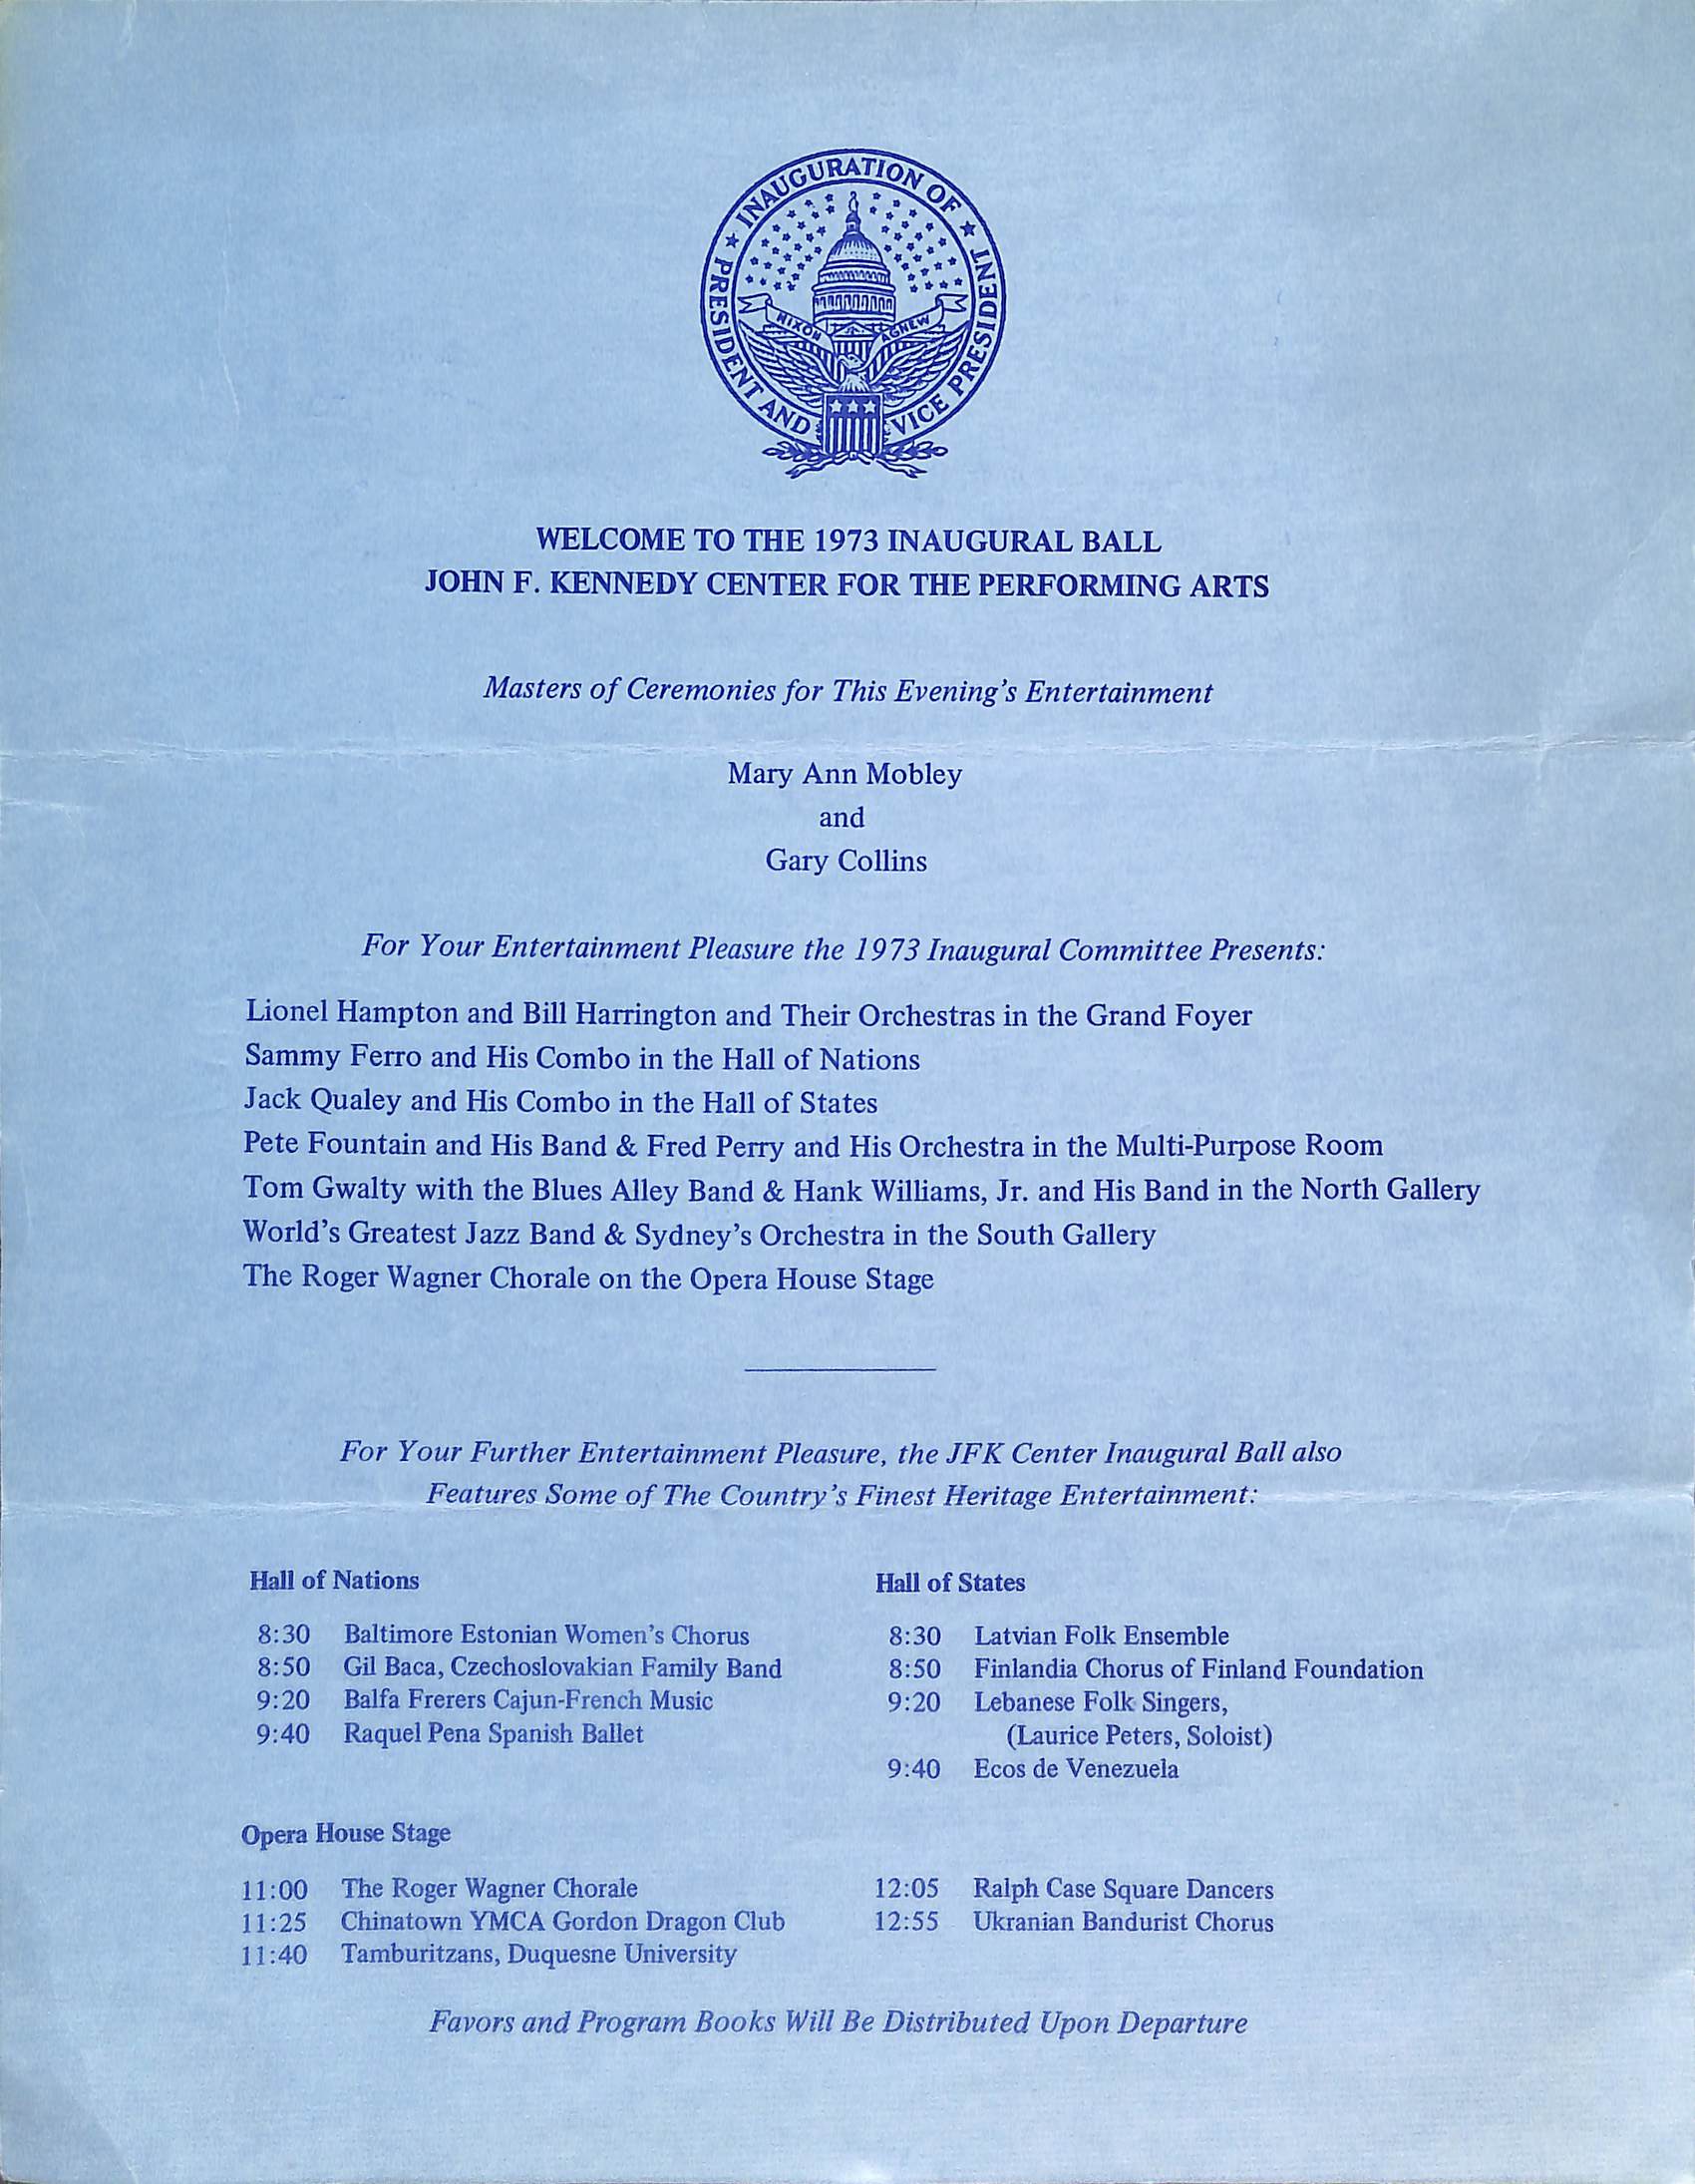 INAUGURATION OF
PRESIDENT AND VICE PRESIDENT
NIXON AGNEW
WELCOME TO THE 1973 INAUGURAL BALL
JOHN F. KENNEDY CENTER FOR THE PERFORMING ARTS
Masters of Ceremonies for This Evening's Entertainment
Mary Ann Mobley
and
Gary Collins
For Your Entertainment Pleasure the 1973 Inaugural Committee Presents:
Lionel Hampton and Bill Harrington and Their Orchestras in the Grand Foyer
Sammy Ferro and His Combo in the Hall of Nations
Jack Qualey and His Combo in the Hall of States
Pete Fountain and His Band & Fred Perry and His Orchestra in the Multi-Purpose Room
Tom Gwalty with the Blues Alley Band & Hank Williams, Jr. and His Band in the North Gallery
World's Greatest Jazz Band & Sydney's Orchestra in the South Gallery
The Roger Wagner Chorale on the Opera House Stage
For Your Further Entertainment Pleasure, the JFK Center Inaugural Ball also
Features Some of The Country's Finest Heritage Entertainment:
Hall of Nations
8:30 Baltimore Estonian Women's Chorus
8:50 Gil Baca, Czechoslovakian Family Band
9:20 Balfa Frerers Cajun-French Music
9:40 Raquel Pena Spanish Ballet
Hall of States
8:30 Latvian Folk Ensemble
8:50 Finlandia Chorus of Finland Foundation
9:20 Lebanese Folk Singers,
(Laurice Peters, Soloist)
9:40 Ecos de Venezuela
Opera House Stage
11:00 The Roger Wagner Chorale
11:25 Chinatown YMCA Gordon Dragon Club
11:40 Tamburitzans, Duquesne University
12:05 Ralph Case Square Dancers
12:55 Ukranian Bandurist Chorus
Favors and Program Books Will Be Distributed Upon Departure